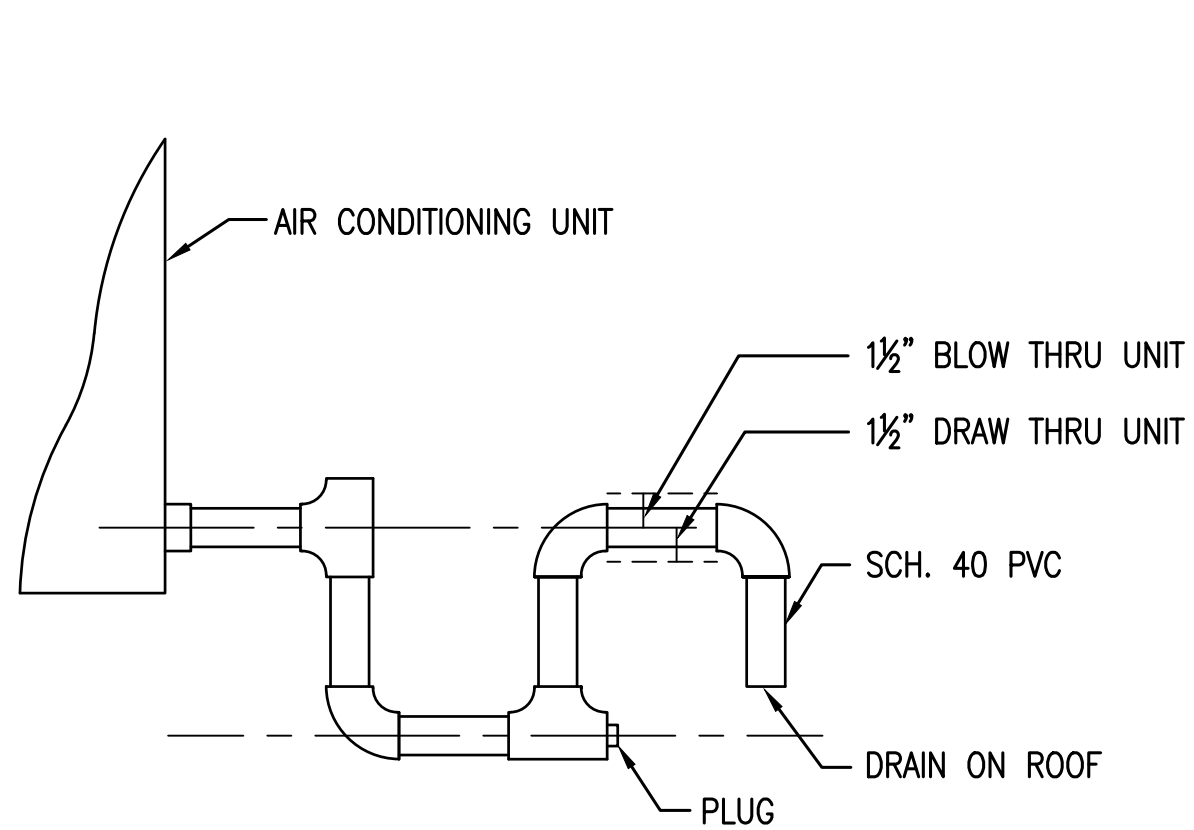 AIR CONDITIONING UNIT
1½” BLOW THRU UNIT
1½” DRAW THRU UNIT
SCH. 40 PVC
DRAIN ON ROOF
PLUG